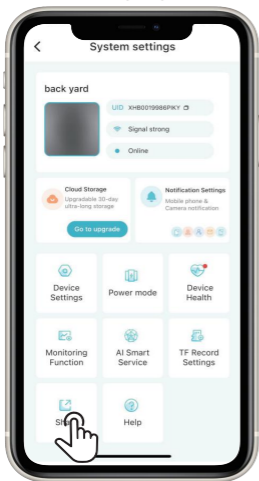 System settings
back yard
UID XHB0019986PIKY
Signal strong
Online
Cloud Storage
Upgradable 30-day
ultra-long storage
Go to upgrade
Notification Settings
Mobile phone &
Camera notification
Device
Settings
Power mode
Device
Health
Monitoring
Function
AI Smart
Service
TF Record
Settings
Help